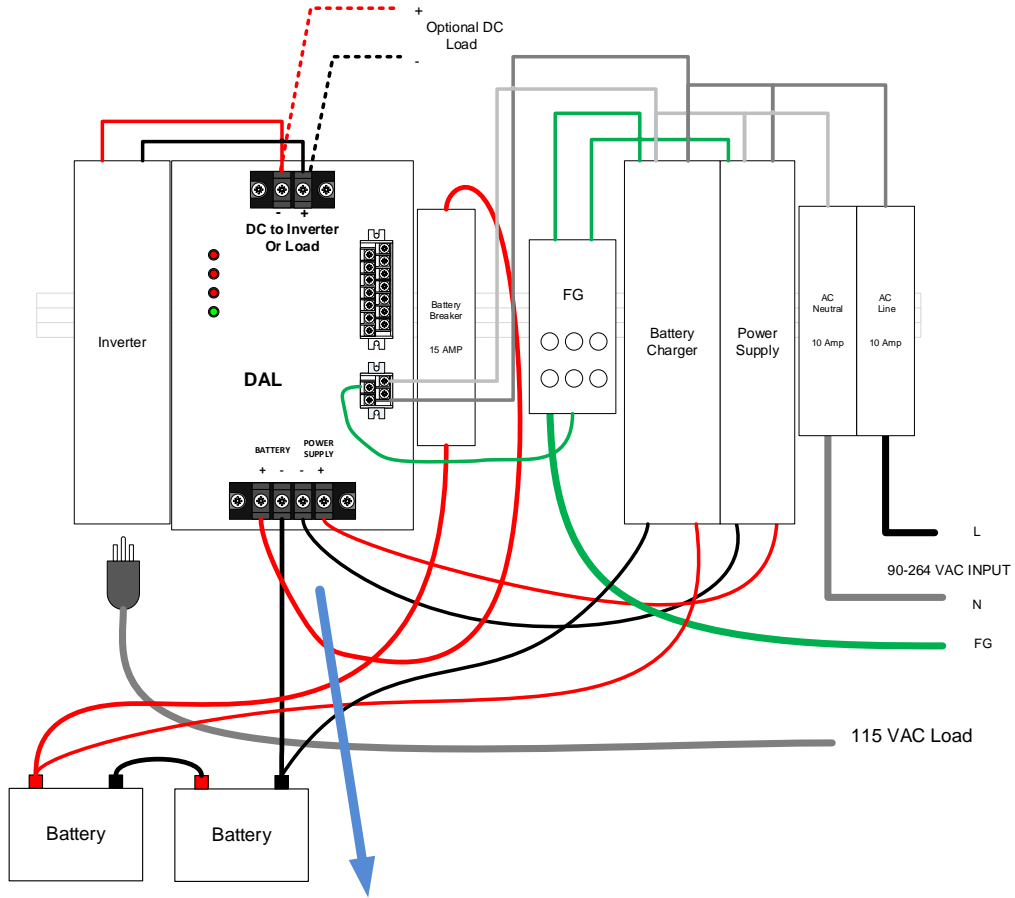 +
Optional DC
Load
-
- +
DC to Inverter
Or Load
Inverter
DAL
BATTERY
POWER
SUPPLY
+ - - +
Battery
Breaker
15 AMP
FG
Battery
Charger
Power
Supply
AC
Neutral
10 Amp
AC
Line
10 Amp
L
90-264 VAC INPUT
N
FG
115 VAC Load
Battery
Battery